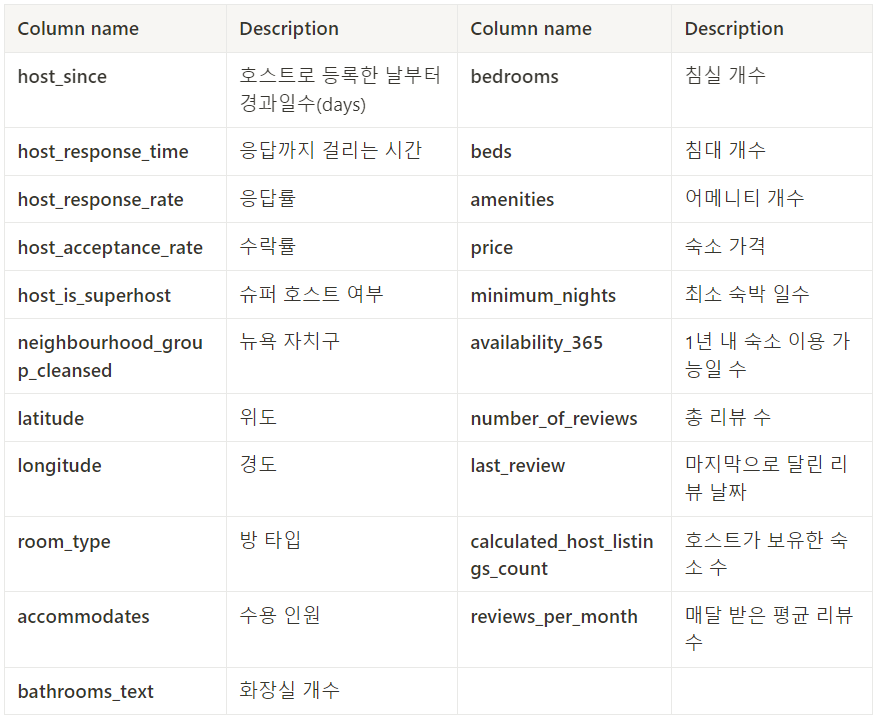 Column name Description Column name Description
host_since 호스트로 등록한 날부터 bedrooms 침실 개수
경과일수(days)
host_response_time 응답까지 걸리는 시간 beds 침대 개수
host_response_rate 응답률 amenities 어메니티 개수
host_acceptance_rate 수락률 price 숙소 가격
host_is_superhost 슈퍼 호스트 여부 minimum_nights 최소 숙박 일수
neighbourhood_grou 뉴욕 자치구 availability_365 1년 내 숙소 이용 가
p_cleansed 능일 수
latitude 위도 number_of_reviews 총 리뷰 수
longitude 경도 last_review 마지막으로 달린 리
뷰 날짜
room_type 방 타입 calculated_host_listin 호스트가 보유한 숙
gs_count 소 수
accommodates 수용 인원 reviews_per_month 매달 받은 평균 리뷰
수
bathrooms_text 화장실 개수